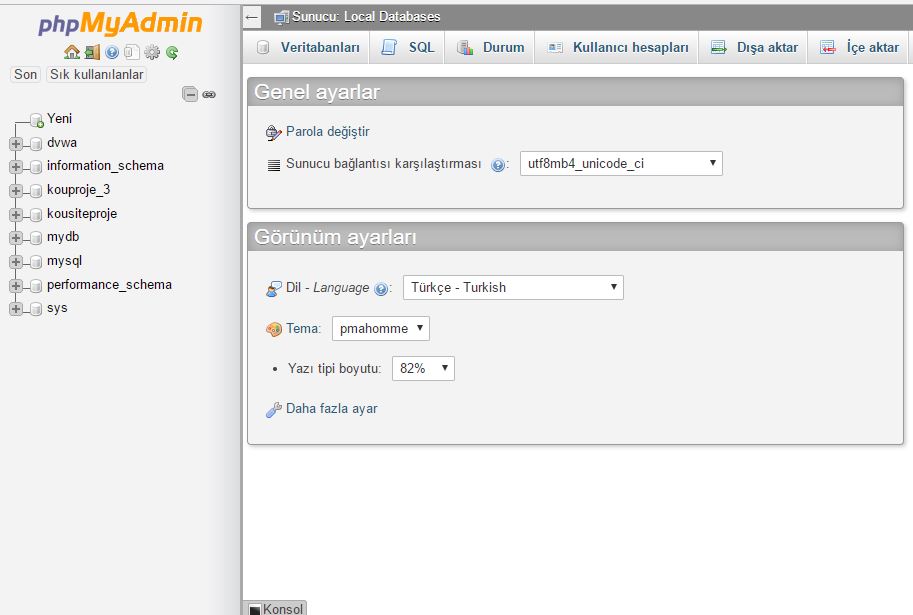 phpMyAdmin
Son Sık kullanılanlar
Yeni
dvwa
information_schema
kouproje_3
kousiteproje
mydb
mysql
performance_schema
sys
Sunucu: Local Databases
Veritabanları SQL Durum Kullanıcı hesapları Dışa aktar İçe aktar
Genel ayarlar
Parola değiştir
Sunucu bağlantısı karşılaştırması : utf8mb4_unicode_ci
Görünüm ayarları
Dil - Language : Türkçe - Turkish
Tema: pmahomme
Yazı tipi boyutu: 82%
Daha fazla ayar
Konsol